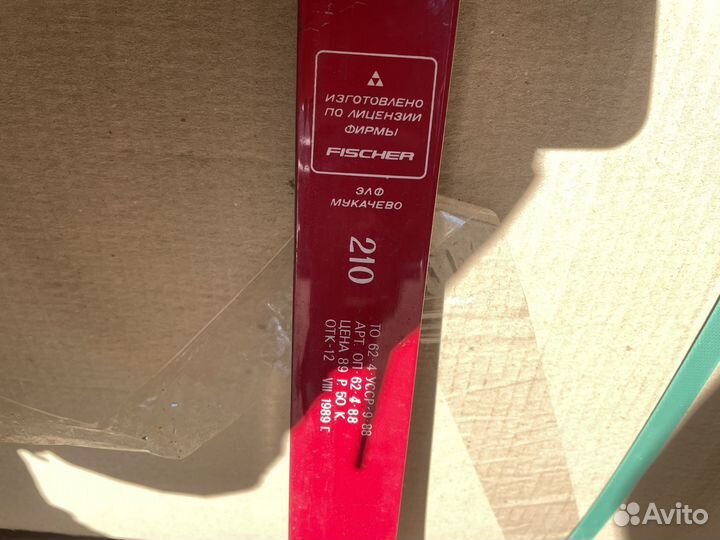 ИЗГОТОВЛЕНО
ПО ЛИЦЕНЗИИ
ФИРМЫ
FISCHER
ЭЛФ
МУКАЧЕВО
210
ТО 62-4-УССР-9-88
АРТ. ОП-62-4-88
ЦЕНА 89 Р. 50 К.
ОТК-12 VIII 1989 Г.
Avito